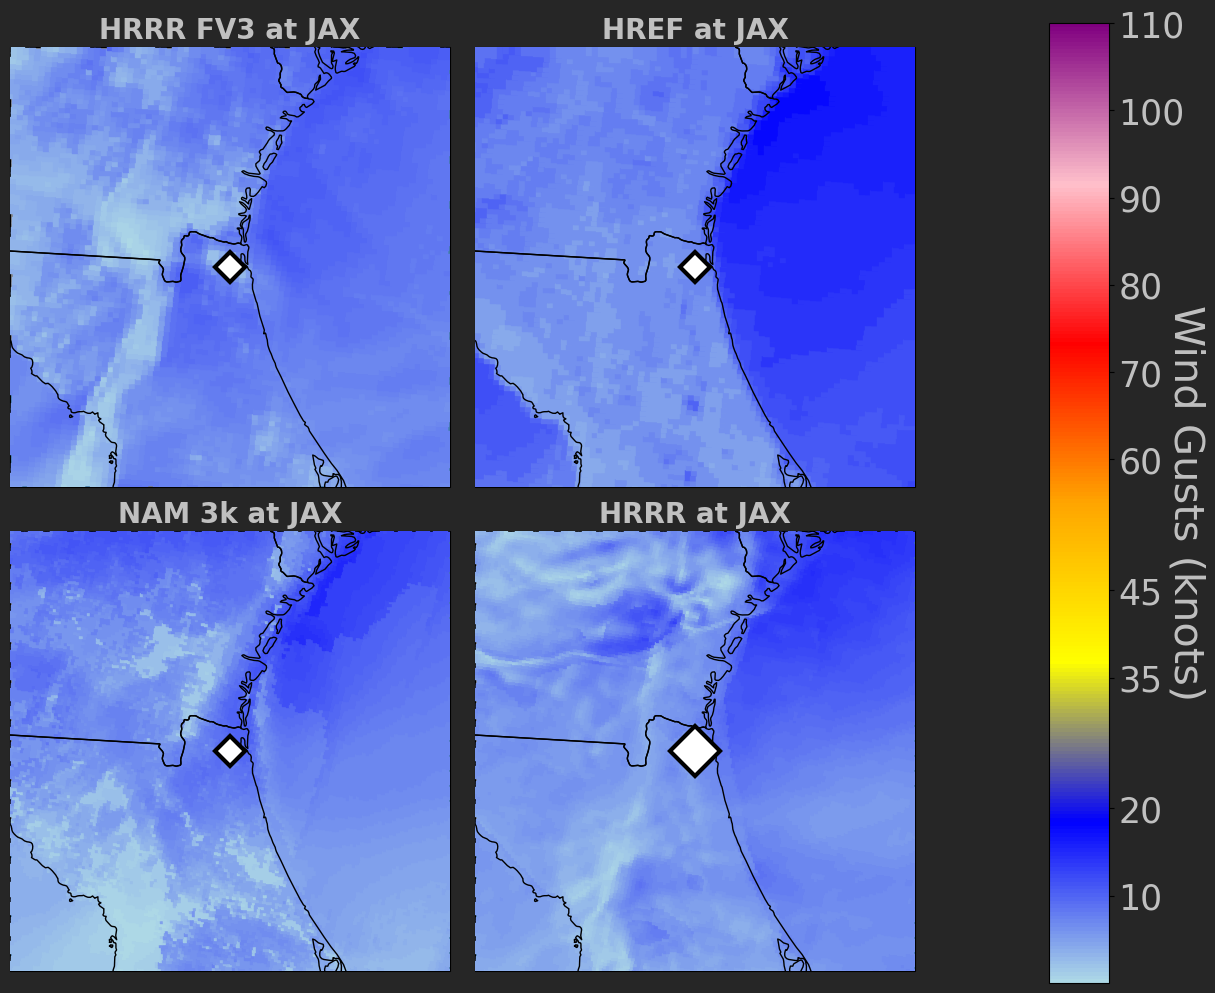 HRRR FV3 at JAX
HREF at JAX
NAM 3k at JAX
HRRR at JAX
110
100
90
80
70
60
45
35
20
10
Wind Gusts (knots)